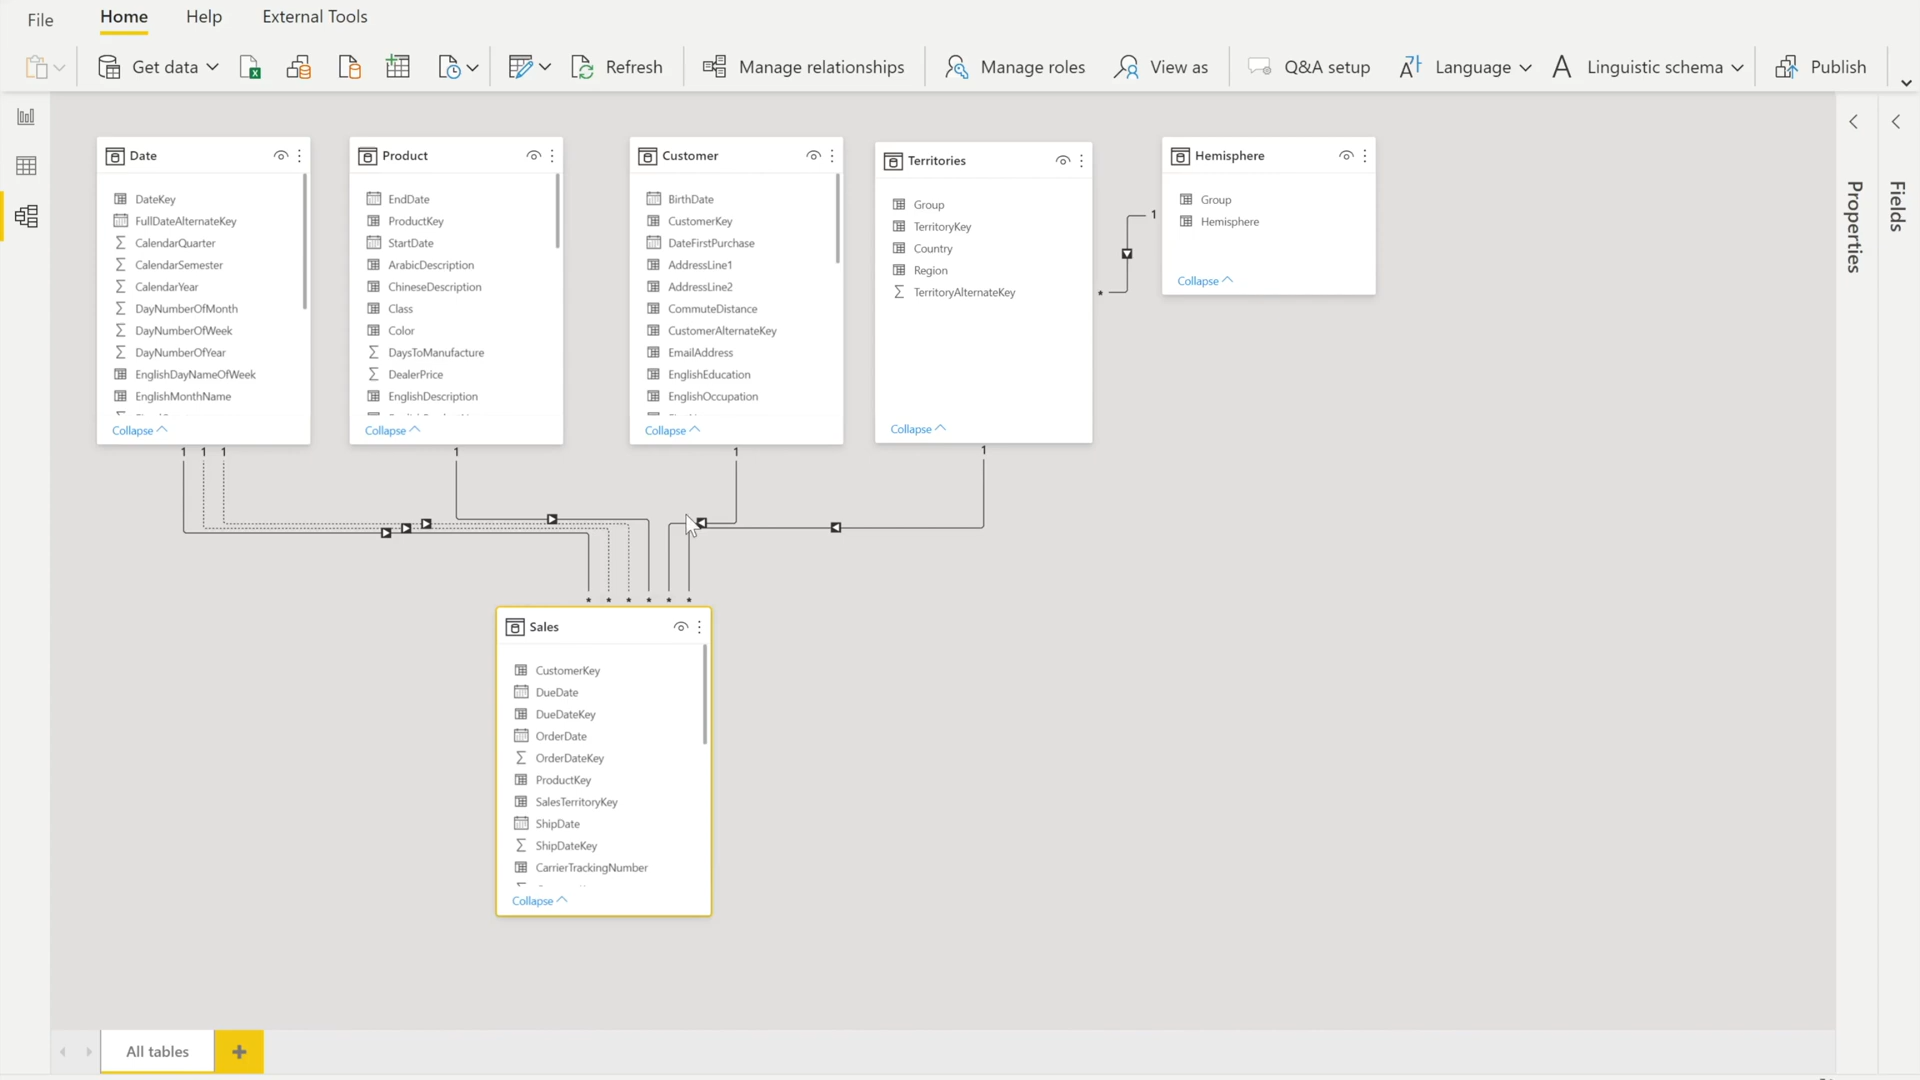 File
Home
Help
External Tools
Get data
Refresh
Manage relationships
Manage roles
View as
Q&A setup
Language
Linguistic schema
Publish
Date
DateKey
FullDateAlternateKey
CalendarQuarter
CalendarSemester
CalendarYear
DayNumberOfMonth
DayNumberOfWeek
DayNumberOfYear
EnglishDayNameOfWeek
EnglishMonthName
Collapse
Product
EndDate
ProductKey
StartDate
ArabicDescription
ChineseDescription
Class
Color
DaysToManufacture
DealerPrice
EnglishDescription
Collapse
Customer
BirthDate
CustomerKey
DateFirstPurchase
AddressLine1
AddressLine2
CommuteDistance
CustomerAlternateKey
EmailAddress
EnglishEducation
EnglishOccupation
Collapse
Territories
Group
TerritoryKey
Country
Region
TerritoryAlternateKey
Collapse
1
*
Hemisphere
Group
Hemisphere
Collapse
Properties
Fields
1 1 1
1
1
1
* * * * * *
Sales
CustomerKey
DueDate
DueDateKey
OrderDate
OrderDateKey
ProductKey
SalesTerritoryKey
ShipDate
ShipDateKey
CarrierTrackingNumber
Collapse
All tables